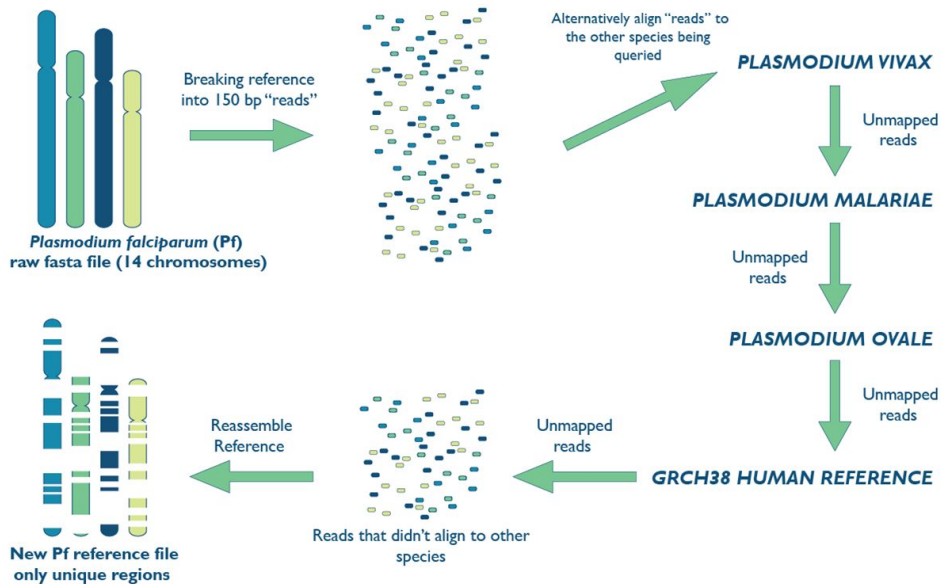 Breaking reference
into 150 bp “reads”
Alternatively align “reads” to
the other species being
queried
PLASMODIUM VIVAX
Unmapped
reads
Plasmodium falciparum (Pf)
raw fasta file (14 chromosomes)
PLASMODIUM MALARIAE
Unmapped
reads
PLASMODIUM OVALE
Unmapped
reads
GRCH38 HUMAN REFERENCE
Unmapped
reads
Reads that didn’t align to other
species
Reassemble
Reference
New Pf reference file
only unique regions